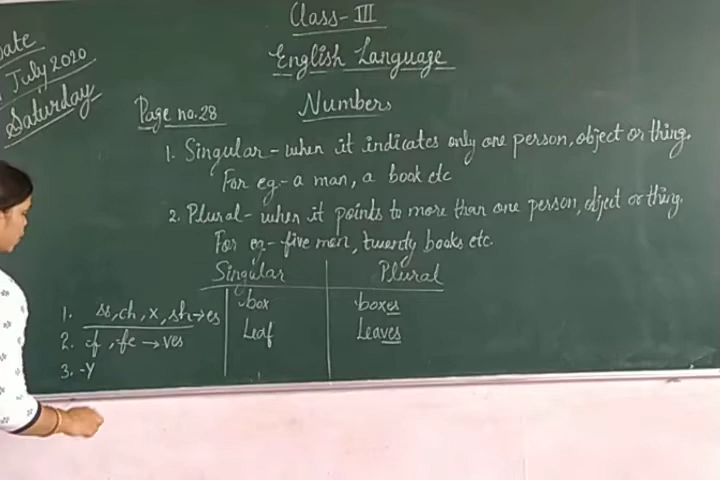 Class-III
English Language
Date
July 2020
Saturday
Page no.28
Numbers
1. Singular - when it indicates only one person, object or thing.
For eg - a man, a book etc
2. Plural - when it points to more than one person, object or thing.
For eg - five men, twenty books etc.
Singular Plural
1. ss, ch, x, sh → es box boxes
2. f, fe → ves Leaf Leaves
3. -y